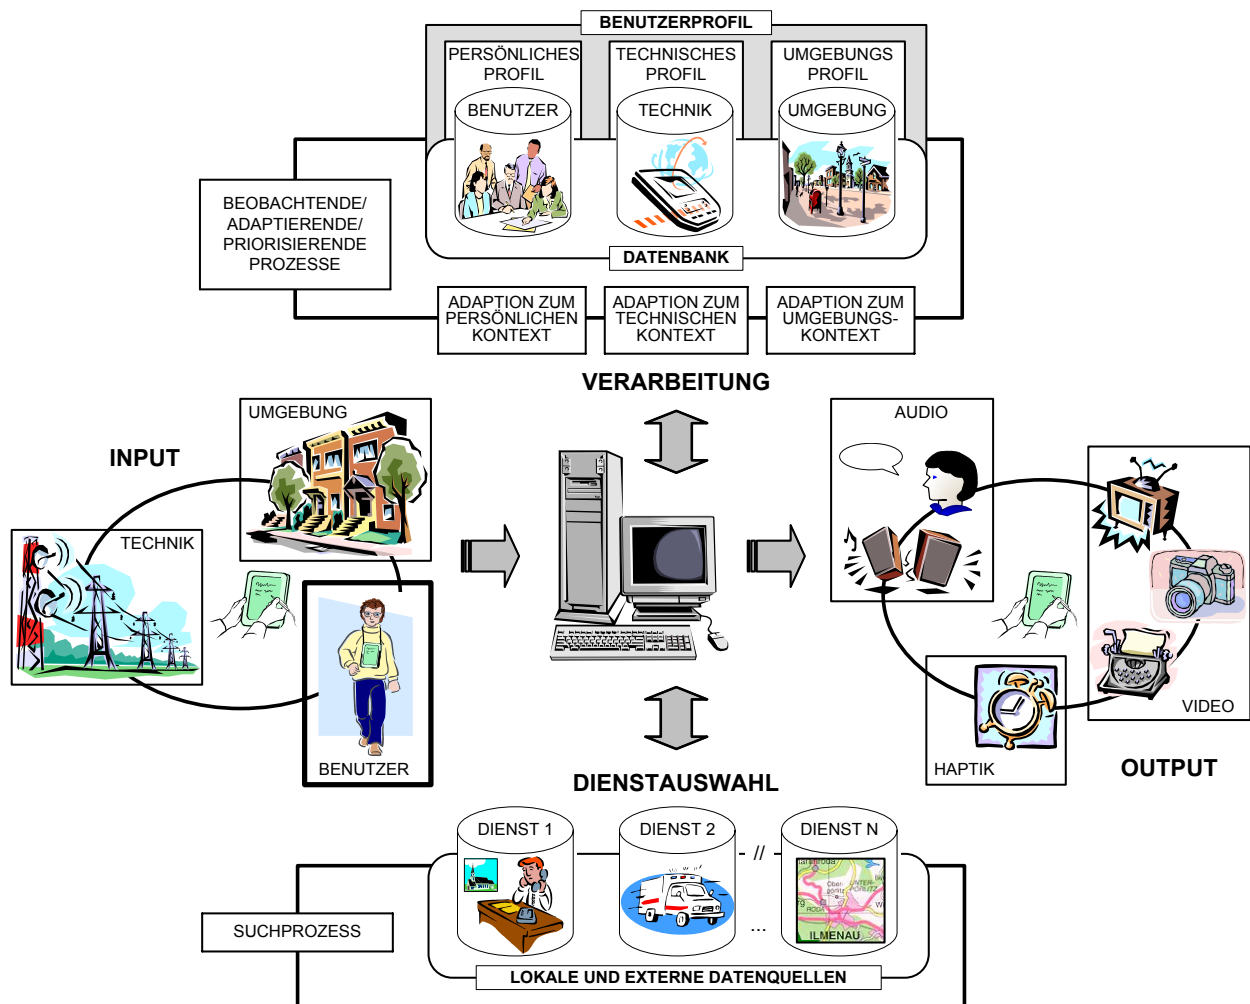 BENUTZERPROFIL
PERSÖNLICHES
PROFIL
TECHNISCHES
PROFIL
UMGEBUNGS
PROFIL
BENUTZER
TECHNIK
UMGEBUNG
BEOBACHTENDE/
ADAPTIERENDE/
PRIORISIERENDE
PROZESSE
DATENBANK
ADAPTION ZUM
PERSÖNLICHEN
KONTEXT
ADAPTION ZUM
TECHNISCHEN
KONTEXT
ADAPTION ZUM
UMGEBUNGS-
KONTEXT
VERARBEITUNG
INPUT
UMGEBUNG
TECHNIK
BENUTZER
AUDIO
VIDEO
HAPTIK
OUTPUT
DIENSTAUSWAHL
DIENST 1
DIENST 2
//
DIENST N
...
ILMENAU
SUCHPROZESS
LOKALE UND EXTERNE DATENQUELLEN